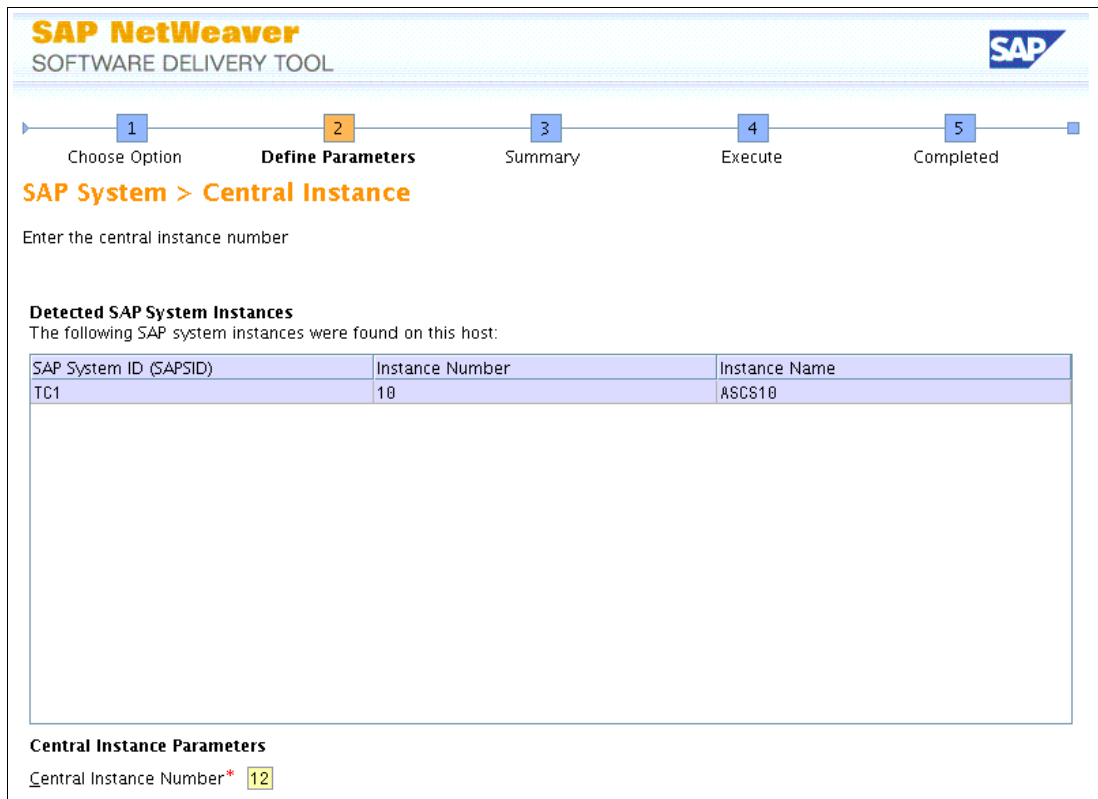 SAP NetWeaver
SOFTWARE DELIVERY TOOL
SAP
1 2 3 4 5
Choose Option Define Parameters Summary Execute Completed
SAP System > Central Instance
Enter the central instance number
Detected SAP System Instances
The following SAP system instances were found on this host:
SAP System ID (SAPSID) Instance Number Instance Name
TC1 10 ASCS10
Central Instance Parameters
Central Instance Number* 12